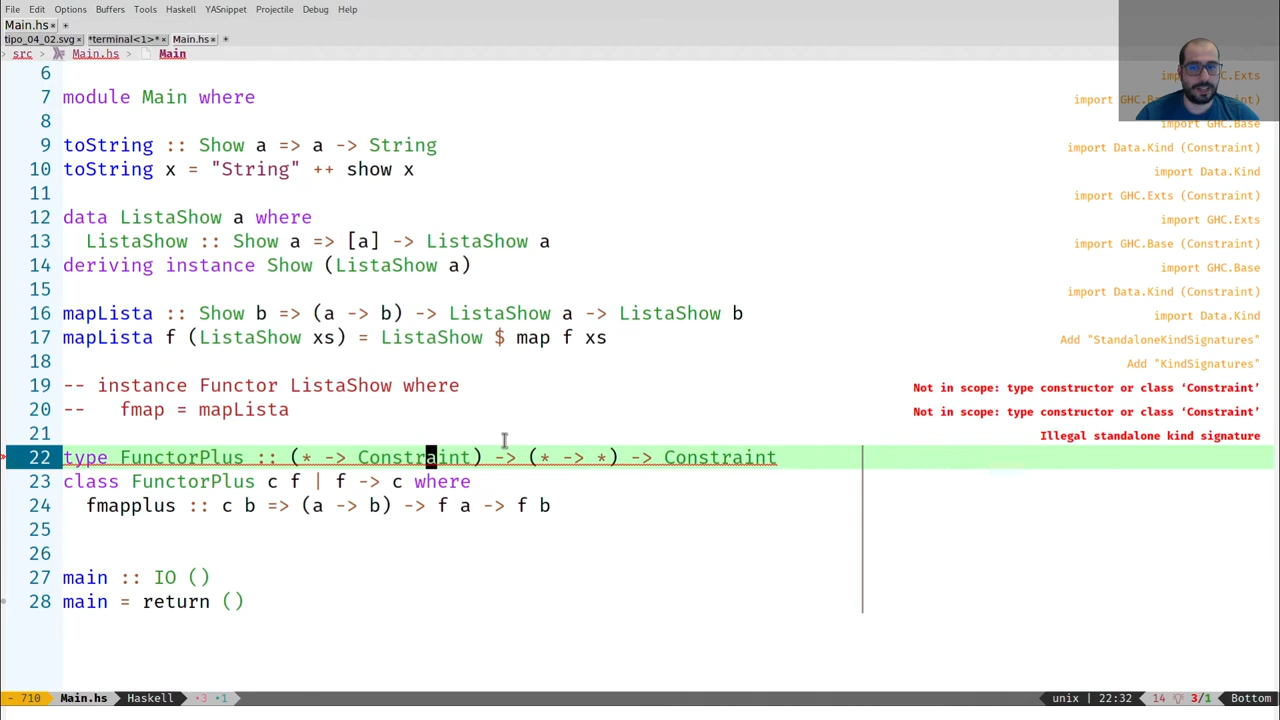 File Edit Options Buffers Tools Haskell YASnippet Projectile Debug Help
Main.hs
tipo_04_02.svg *terminal<1>* Main.hs
src > Main.hs > Main
6
7 module Main where
8
9 toString :: Show a => a -> String
10 toString x = "String" ++ show x
11
12 data ListaShow a where
13 ListaShow :: Show a => [a] -> ListaShow a
14 deriving instance Show (ListaShow a)
15
16 mapLista :: Show b => (a -> b) -> ListaShow a -> ListaShow b
17 mapLista f (ListaShow xs) = ListaShow $ map f xs
18
19 -- instance Functor ListaShow where
20 -- fmap = mapLista
21
22 type FunctorPlus :: (* -> Constraint) -> (* -> *) -> Constraint
23 class FunctorPlus c f | f -> c where
24 fmapplus :: c b => (a -> b) -> f a -> f b
25
26
27 main :: IO ()
28 main = return ()
import GHC.Base
import Data.Kind (Constraint)
import Data.Kind
import GHC.Exts (Constraint)
import GHC.Exts
import GHC.Base (Constraint)
import GHC.Base
import Data.Kind (Constraint)
import Data.Kind
Add "StandaloneKindSignatures"
Add "KindSignatures"
Not in scope: type constructor or class ‘Constraint’
Not in scope: type constructor or class ‘Constraint’
Illegal standalone kind signature
- 710 Main.hs Haskell •3 •1 unix 22:32 14 3/1 Bottom